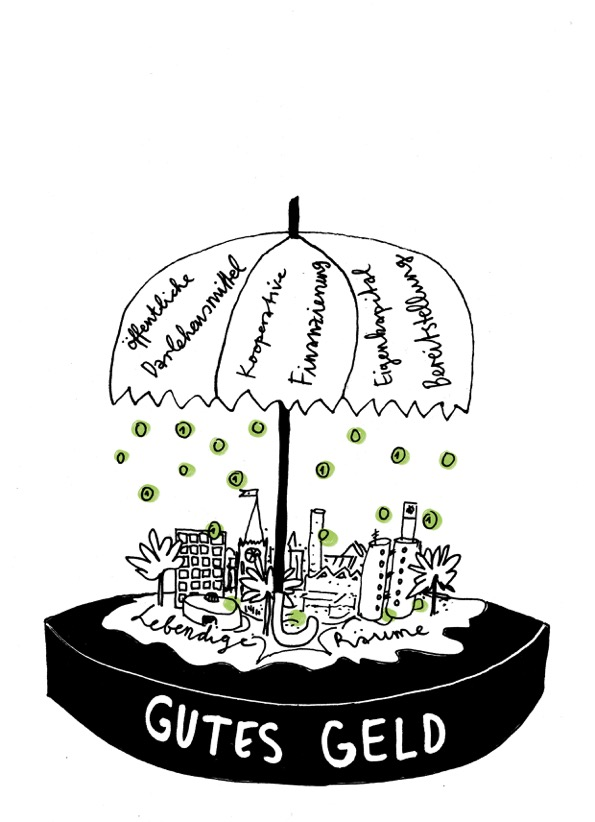 öffentliche
Darlehensmittel
Kooperative
Finanzierung
Eigenkapital
Bereitstellung
Lebendige Räume
GUTES GELD